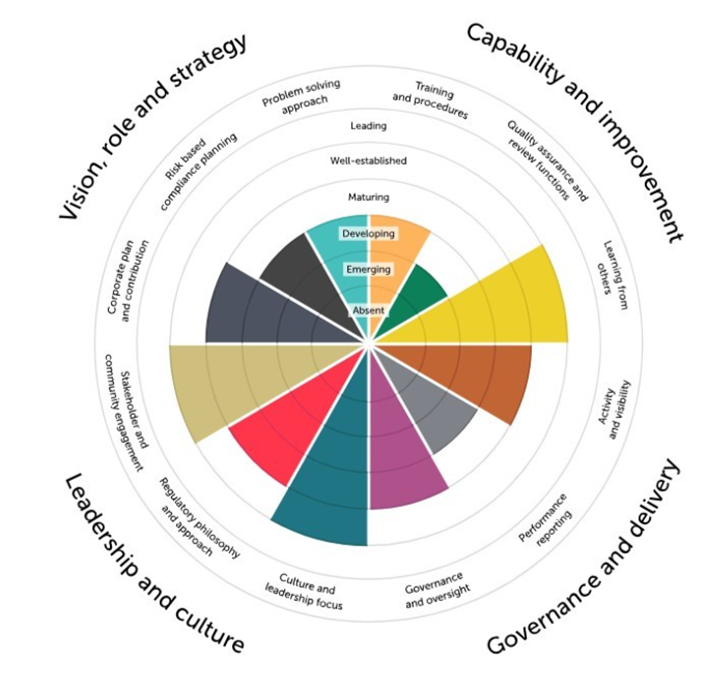 Vision, role and strategy
Capability and improvement
Problem solving
approach
Training
and procedures
Risk based
compliance planning
Quality assurance and
review functions
Corporate plan
and contribution
Learning from
others
Leading
Well-established
Maturing
Developing
Emerging
Absent
Stakeholder and
community engagement
Activity
and visibility
Regulatory philosophy
and approach
Performance
reporting
Culture and
leadership focus
Governance
and oversight
Leadership and culture
Governance and delivery